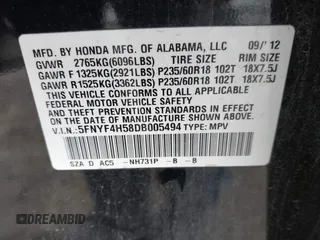 MFD. BY HONDA MFG. OF ALABAMA, LLC 09/'12
GVWR 2765KG(6096LBS) TIRE SIZE RIM SIZE
GAWR F 1325KG(2921LBS) P235/60R18 102T 18X7.5J
GAWR R 1525KG(3362LBS) P235/60R18 102T 18X7.5J
THIS VEHICLE CONFORMS TO ALL APPLICABLE
FEDERAL MOTOR VEHICLE SAFETY AND THEFT
PREVENTION STANDARDS IN EFFECT ON THE DATE
OF MANUFACTURE SHOWN ABOVE.
V.I.N.: 5FNYF4H58DB005494 TYPE: MPV
SZA D AC5 -NH731P -B -B
DREAMBID
dreambid.com